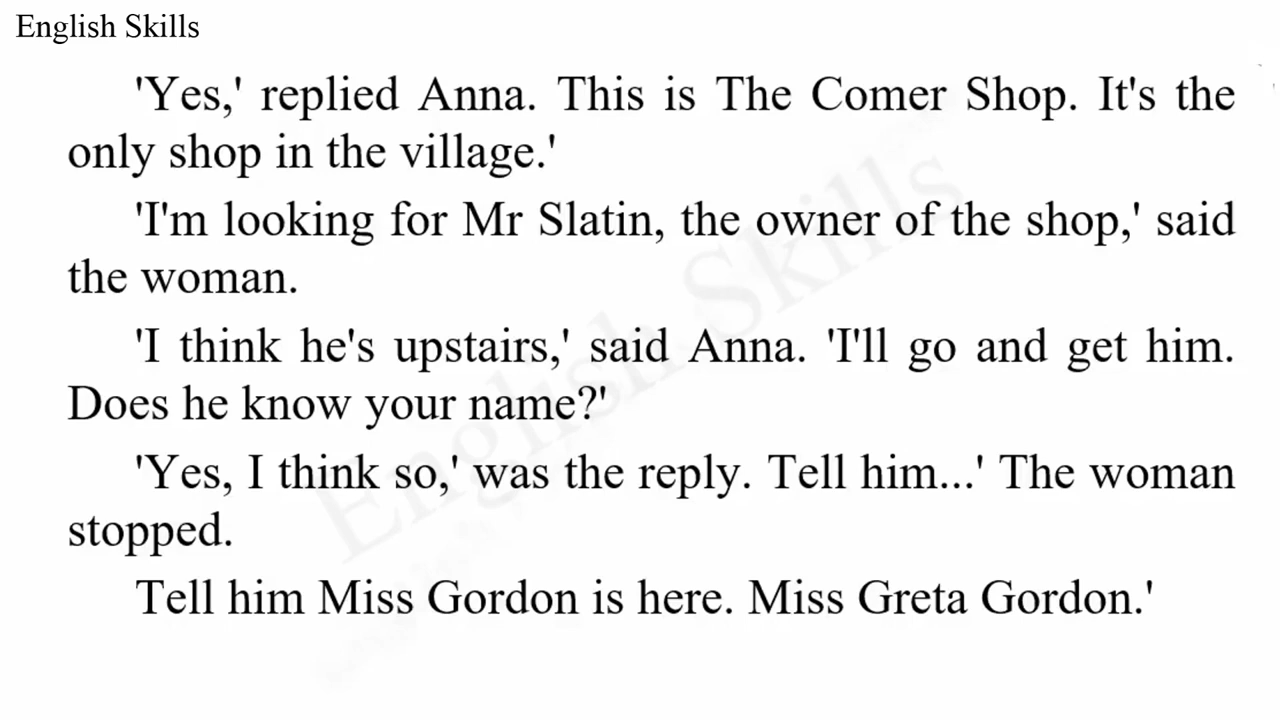 English Skills
'Yes,' replied Anna. This is The Comer Shop. It's the
only shop in the village.'
'I'm looking for Mr Slatin, the owner of the shop,' said
the woman.
'I think he's upstairs,' said Anna. 'I'll go and get him.
Does he know your name?'
'Yes, I think so,' was the reply. Tell him...' The woman
stopped.
Tell him Miss Gordon is here. Miss Greta Gordon.'
English Skills